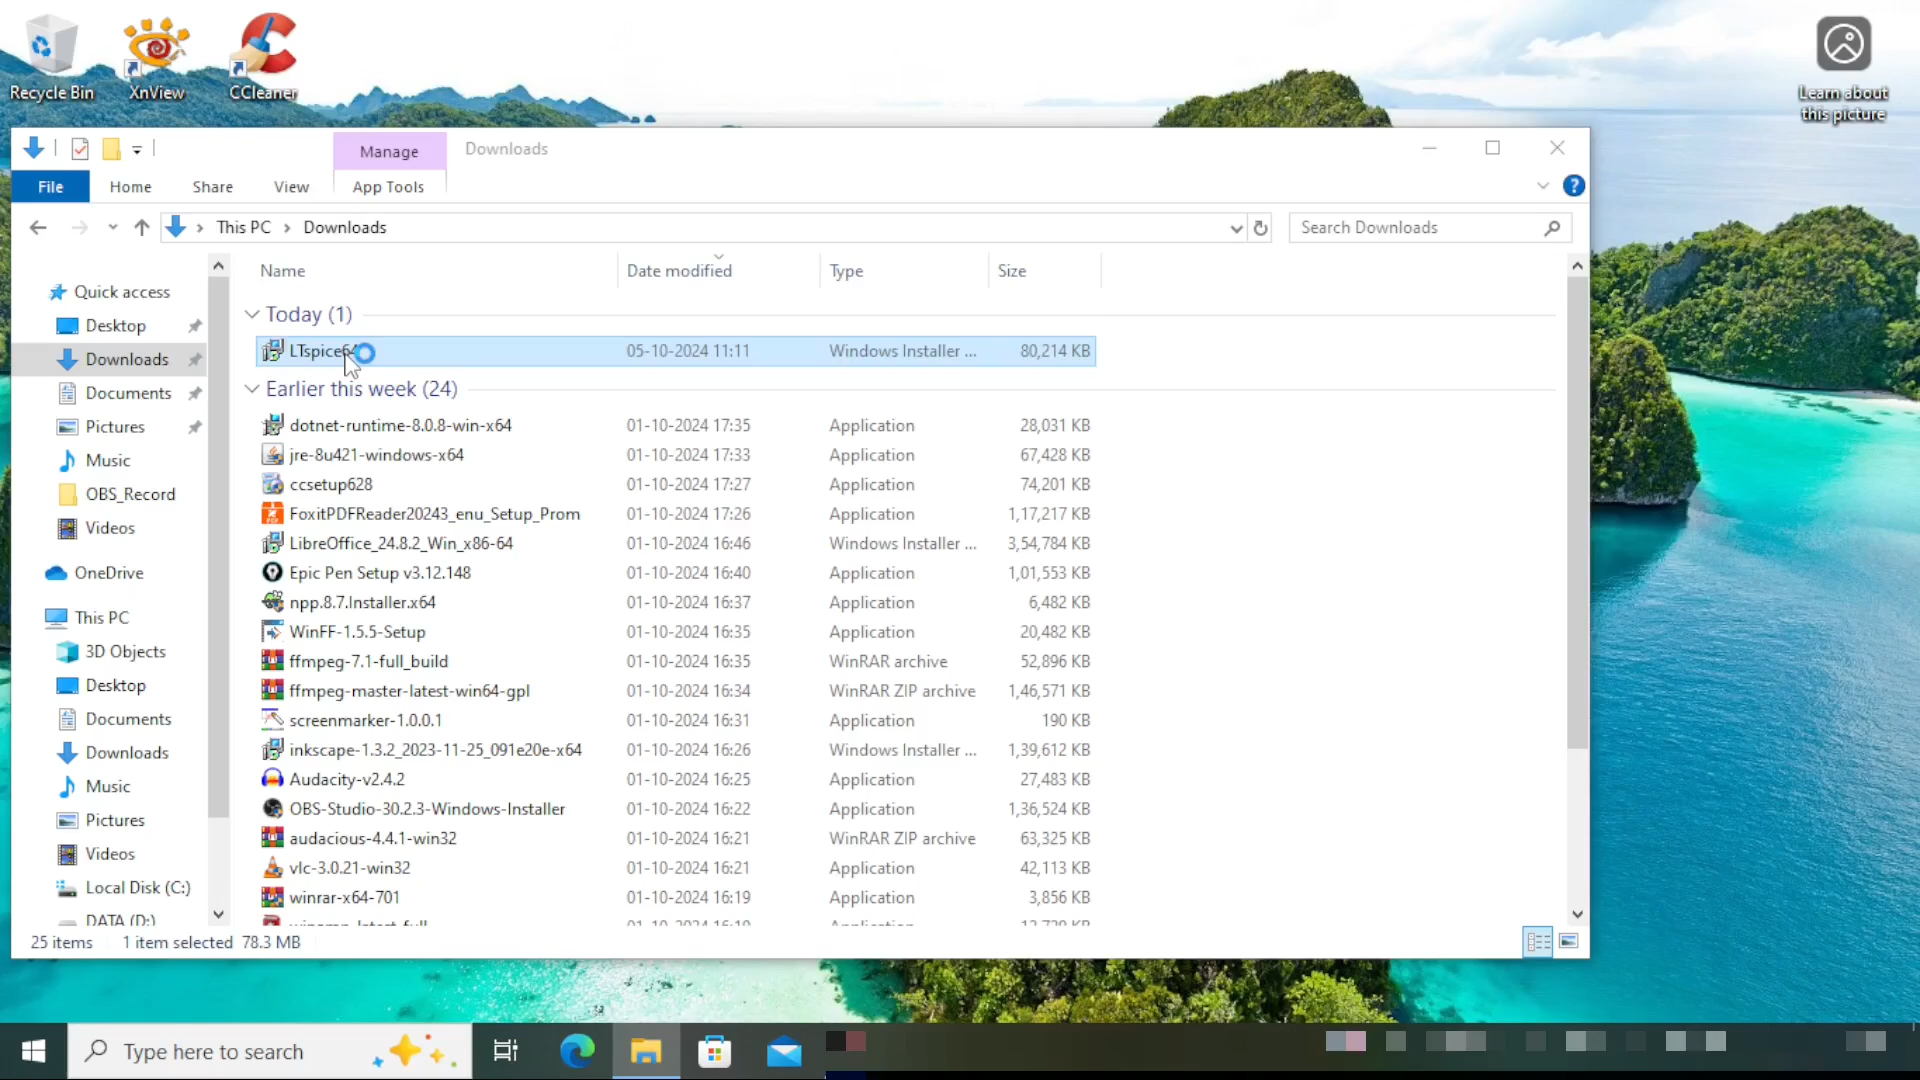 Recycle Bin
XnView
CCleaner
Learn about
this picture
Manage
Downloads
File
Home
Share
View
App Tools
This PC
Downloads
Search Downloads
Name
Date modified
Type
Size
Quick access
Desktop
Downloads
Documents
Pictures
Music
OBS_Record
Videos
OneDrive
This PC
3D Objects
Desktop
Documents
Downloads
Music
Pictures
Videos
Local Disk (C:)
DATA (D:)
Today (1)
LTspice64 05-10-2024 11:11 Windows Installer ... 80,214 KB
Earlier this week (24)
dotnet-runtime-8.0.8-win-x64 01-10-2024 17:35 Application 28,031 KB
jre-8u421-windows-x64 01-10-2024 17:33 Application 67,428 KB
ccsetup628 01-10-2024 17:27 Application 74,201 KB
FoxitPDFReader20243_enu_Setup_Prom 01-10-2024 17:26 Application 1,17,217 KB
LibreOffice_24.8.2_Win_x86-64 01-10-2024 16:46 Windows Installer ... 3,54,784 KB
Epic Pen Setup v3.12.148 01-10-2024 16:40 Application 1,01,553 KB
npp.8.7.Installer.x64 01-10-2024 16:37 Application 6,482 KB
WinFF-1.5.5-Setup 01-10-2024 16:35 Application 20,482 KB
ffmpeg-7.1-full_build 01-10-2024 16:35 WinRAR archive 52,896 KB
ffmpeg-master-latest-win64-gpl 01-10-2024 16:34 WinRAR ZIP archive 1,46,571 KB
screenmarker-1.0.0.1 01-10-2024 16:31 Application 190 KB
inkscape-1.3.2_2023-11-25_091e20e-x64 01-10-2024 16:26 Windows Installer ... 1,39,612 KB
Audacity-v2.4.2 01-10-2024 16:25 Application 27,483 KB
OBS-Studio-30.2.3-Windows-Installer 01-10-2024 16:22 Application 1,36,524 KB
audacious-4.4.1-win32 01-10-2024 16:21 WinRAR ZIP archive 63,325 KB
vlc-3.0.21-win32 01-10-2024 16:21 Application 42,113 KB
winrar-x64-701 01-10-2024 16:19 Application 3,856 KB
25 items 1 item selected 78.3 MB
Type here to search